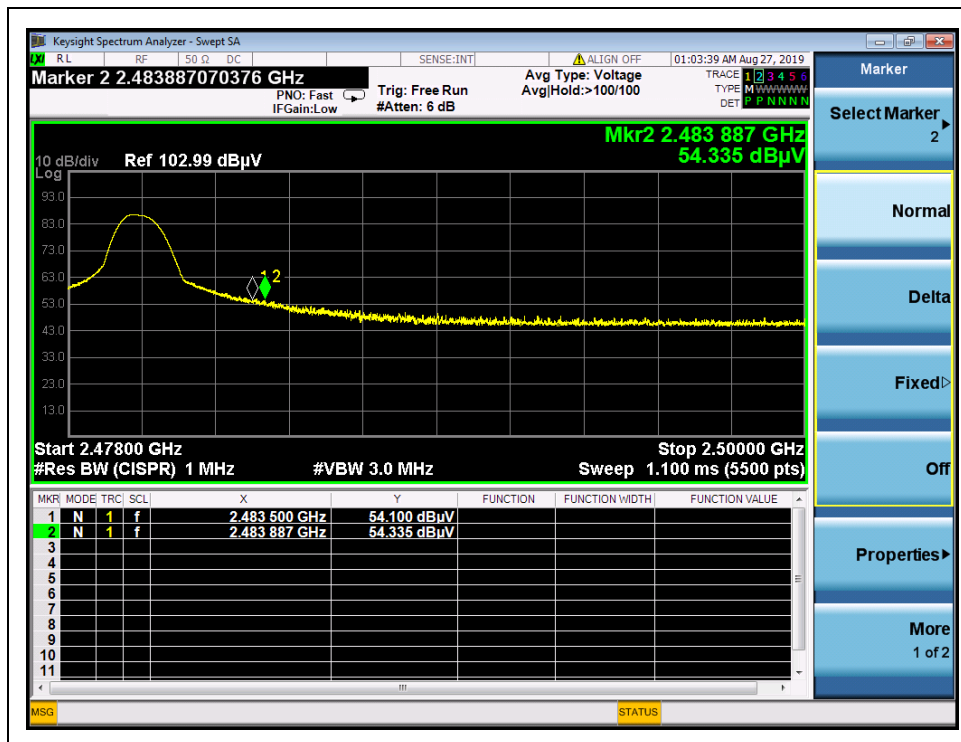 Keysight Spectrum Analyzer - Swept SA
LXI RL RF 50 Ω DC SENSE:INT ALIGN OFF 01:03:39 AM Aug 27, 2019
Marker 2 2.483887070376 GHz
PNO: Fast
IFGain:Low
Trig: Free Run
#Atten: 6 dB
Avg Type: Voltage
Avg|Hold:>100/100
TRACE 1 2 3 4 5 6
TYPE M WWWWW
DET P P N N N N
Mkr2 2.483 887 GHz
54.335 dBµV
10 dB/div Ref 102.99 dBµV
Log
93.0
83.0
73.0
63.0
53.0
43.0
33.0
23.0
13.0
1 2
Start 2.47800 GHz Stop 2.50000 GHz
#Res BW (CISPR) 1 MHz #VBW 3.0 MHz Sweep 1.100 ms (5500 pts)
MKR MODE TRC SCL X Y FUNCTION FUNCTION WIDTH FUNCTION VALUE
1 N 1 f 2.483 500 GHz 54.100 dBµV
2 N 1 f 2.483 887 GHz 54.335 dBµV
3
4
5
6
7
8
9
10
11
MSG STATUS
Marker
Select Marker
2
Normal
Delta
Fixed
Off
Properties
More
1 of 2